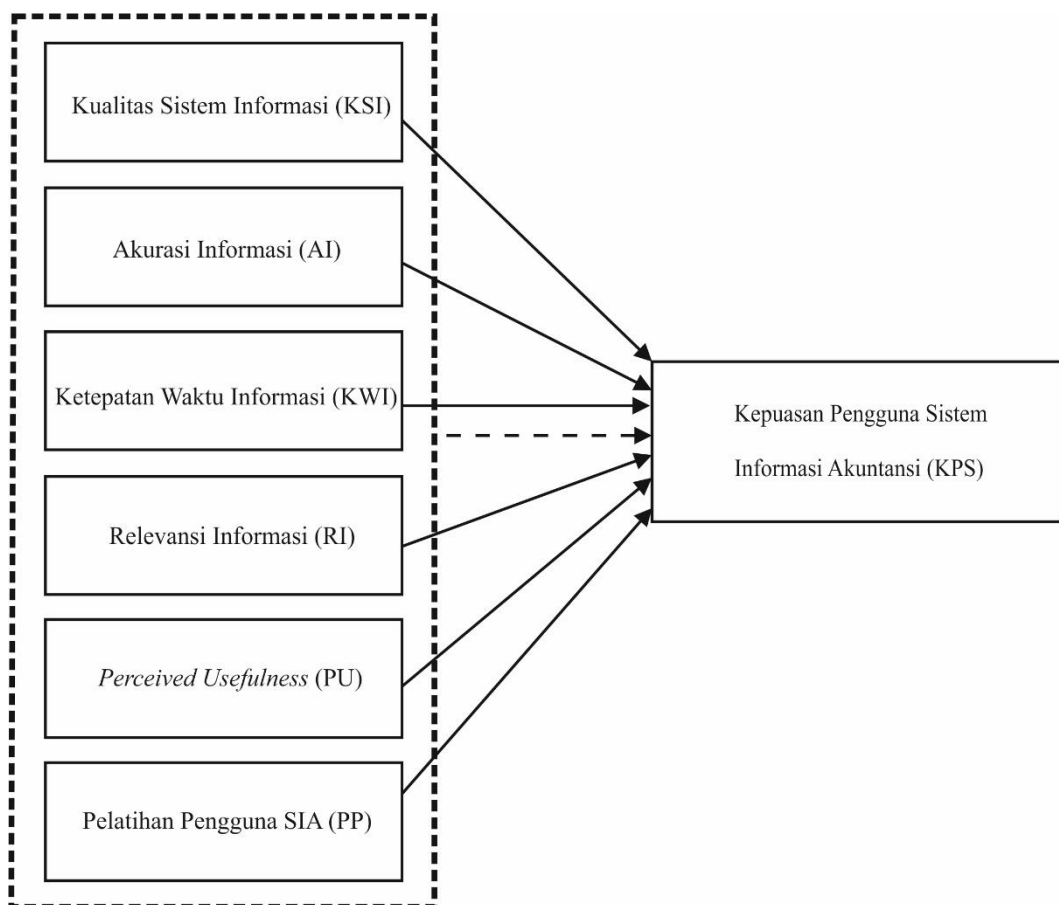 Kualitas Sistem Informasi (KSI)
Akurasi Informasi (AI)
Ketepatan Waktu Informasi (KWI)
Relevansi Informasi (RI)
Perceived Usefulness (PU)
Pelatihan Pengguna SIA (PP)
Kepuasan Pengguna Sistem
Informasi Akuntansi (KPS)